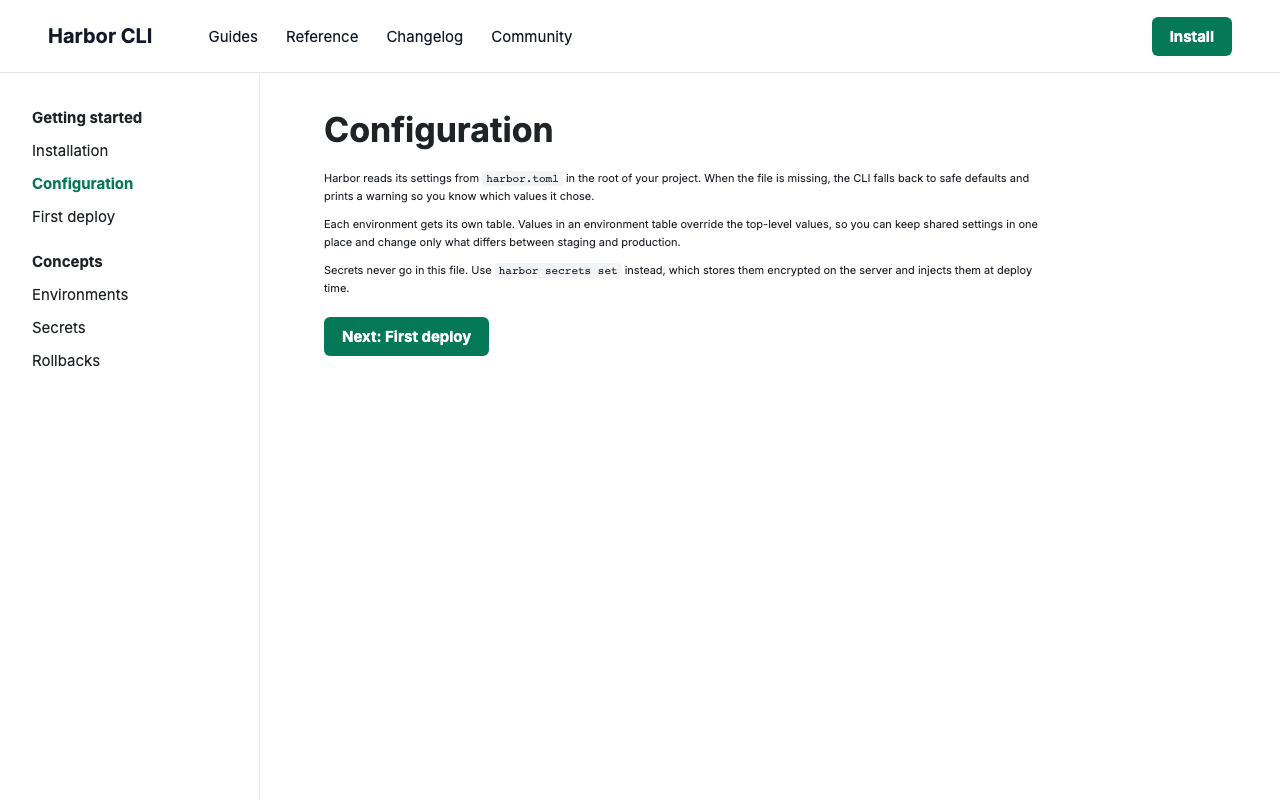 Harbor CLI
Guides
Reference
Changelog
Community
Install
Getting started
Installation
Configuration
First deploy
Concepts
Environments
Secrets
Rollbacks
Configuration
Harbor reads its settings from harbor.toml in the root of your project. When the file is missing, the CLI falls back to safe defaults and
prints a warning so you know which values it chose.
Each environment gets its own table. Values in an environment table override the top-level values, so you can keep shared settings in one
place and change only what differs between staging and production.
Secrets never go in this file. Use harbor secrets set instead, which stores them encrypted on the server and injects them at deploy
time.
Next: First deploy